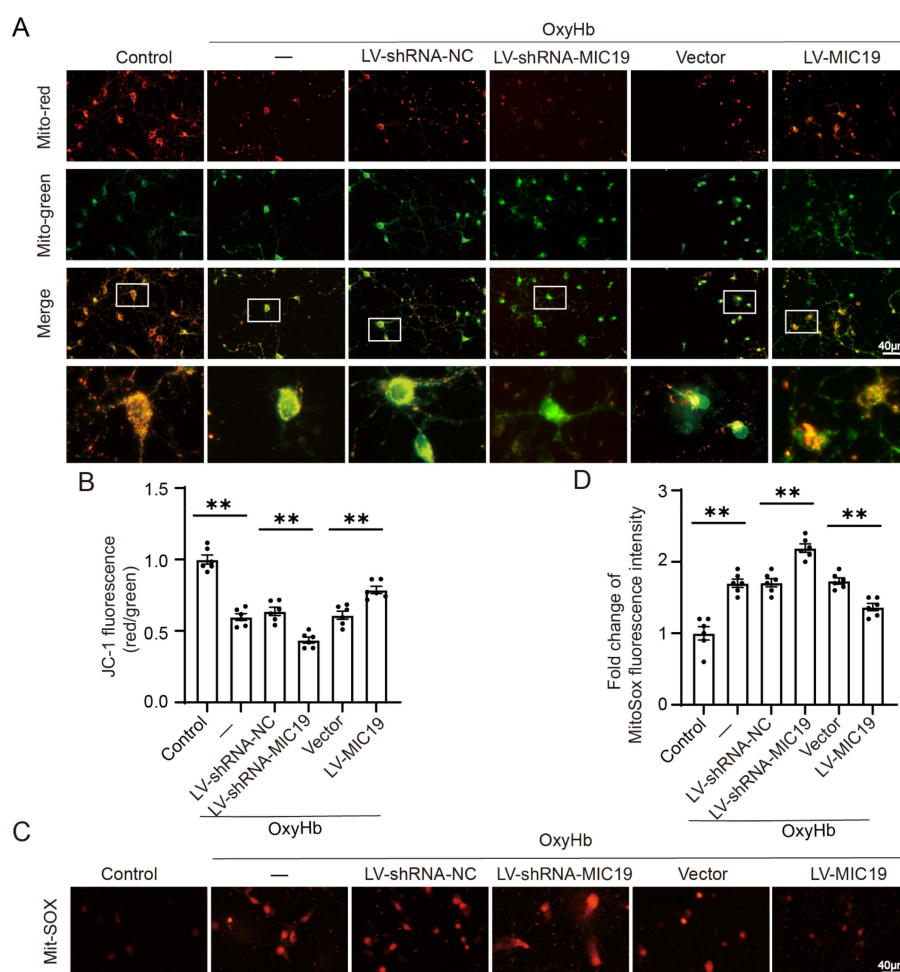 A
OxyHb
Control — LV-shRNA-NC LV-shRNA-MIC19 Vector LV-MIC19
Mito-red
Mito-green
Merge
40μm
B
JC-1 fluorescence
(red/green)
1.5
1.0
0.5
0.0
** ** **
Control — LV-shRNA-NC LV-shRNA-MIC19 Vector LV-MIC19
OxyHb
D
Fold change of
MitoSox fluorescence intensity
3
2
1
0
** ** **
Control — LV-shRNA-NC LV-shRNA-MIC19 Vector LV-MIC19
OxyHb
C
OxyHb
Control — LV-shRNA-NC LV-shRNA-MIC19 Vector LV-MIC19
Mit-SOX
40μm